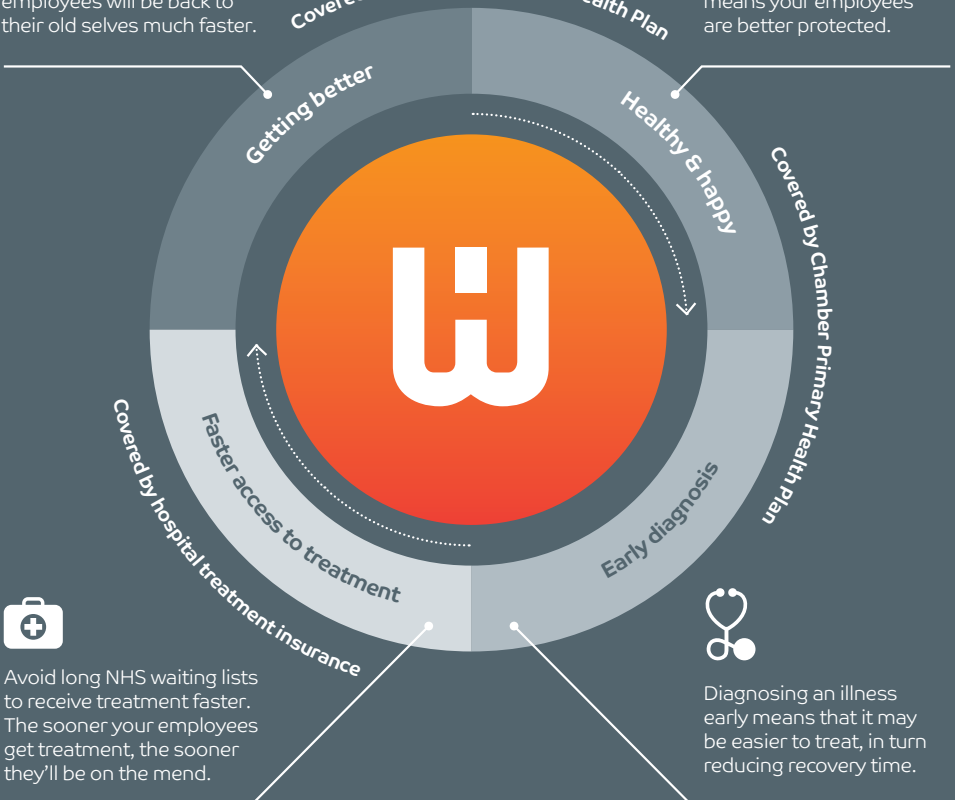 employees will be back to
their old selves much faster.
Covered
Health Plan
means your employees
are better protected.
Getting better
Healthy & happy
Covered by Chamber Primary Health Plan
Faster access to treatment
Early diagnosis
Covered by hospital treatment insurance
Avoid long NHS waiting lists
to receive treatment faster.
The sooner your employees
get treatment, the sooner
they’ll be on the mend.
Diagnosing an illness
early means that it may
be easier to treat, in turn
reducing recovery time.